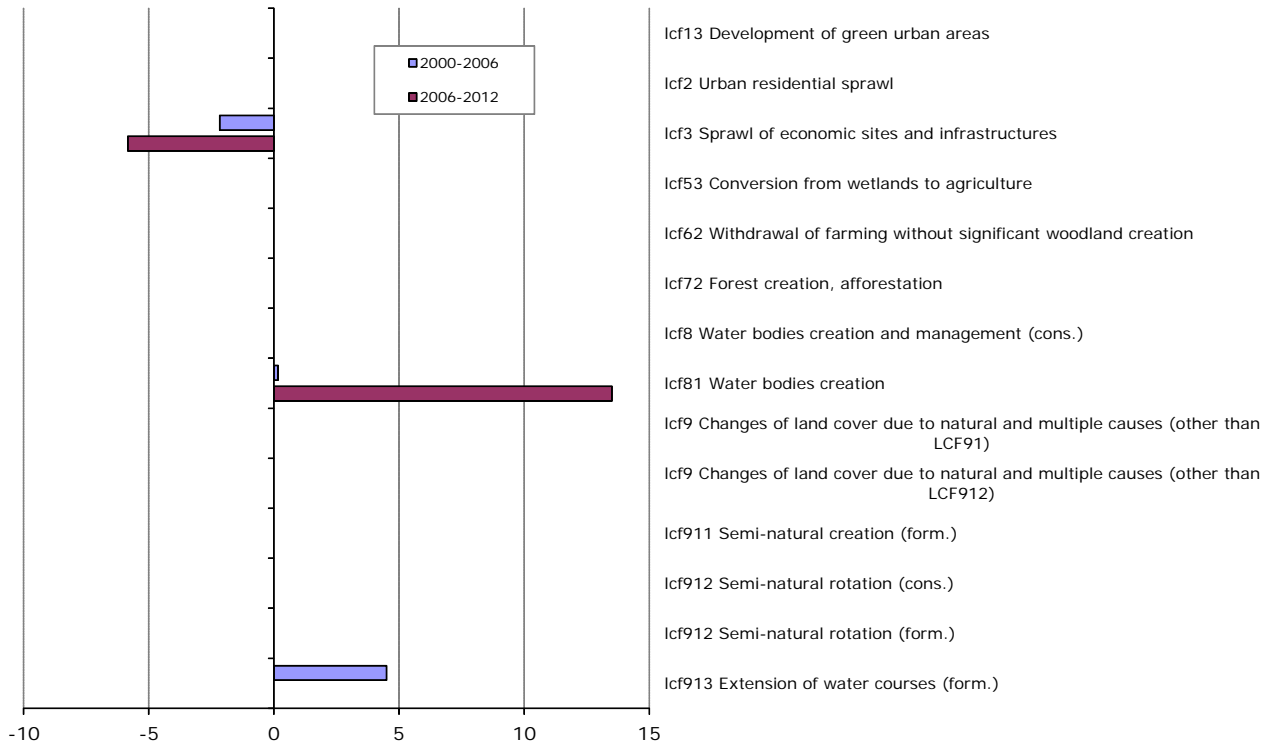 2000-2006
2006-2012
lcf13 Development of green urban areas
lcf2 Urban residential sprawl
lcf3 Sprawl of economic sites and infrastructures
lcf53 Conversion from wetlands to agriculture
lcf62 Withdrawal of farming without significant woodland creation
lcf72 Forest creation, afforestation
lcf8 Water bodies creation and management (cons.)
lcf81 Water bodies creation
lcf9 Changes of land cover due to natural and multiple causes (other than
LCF91)
lcf9 Changes of land cover due to natural and multiple causes (other than
LCF912)
lcf911 Semi-natural creation (form.)
lcf912 Semi-natural rotation (cons.)
lcf912 Semi-natural rotation (form.)
lcf913 Extension of water courses (form.)
-10 -5 0 5 10 15